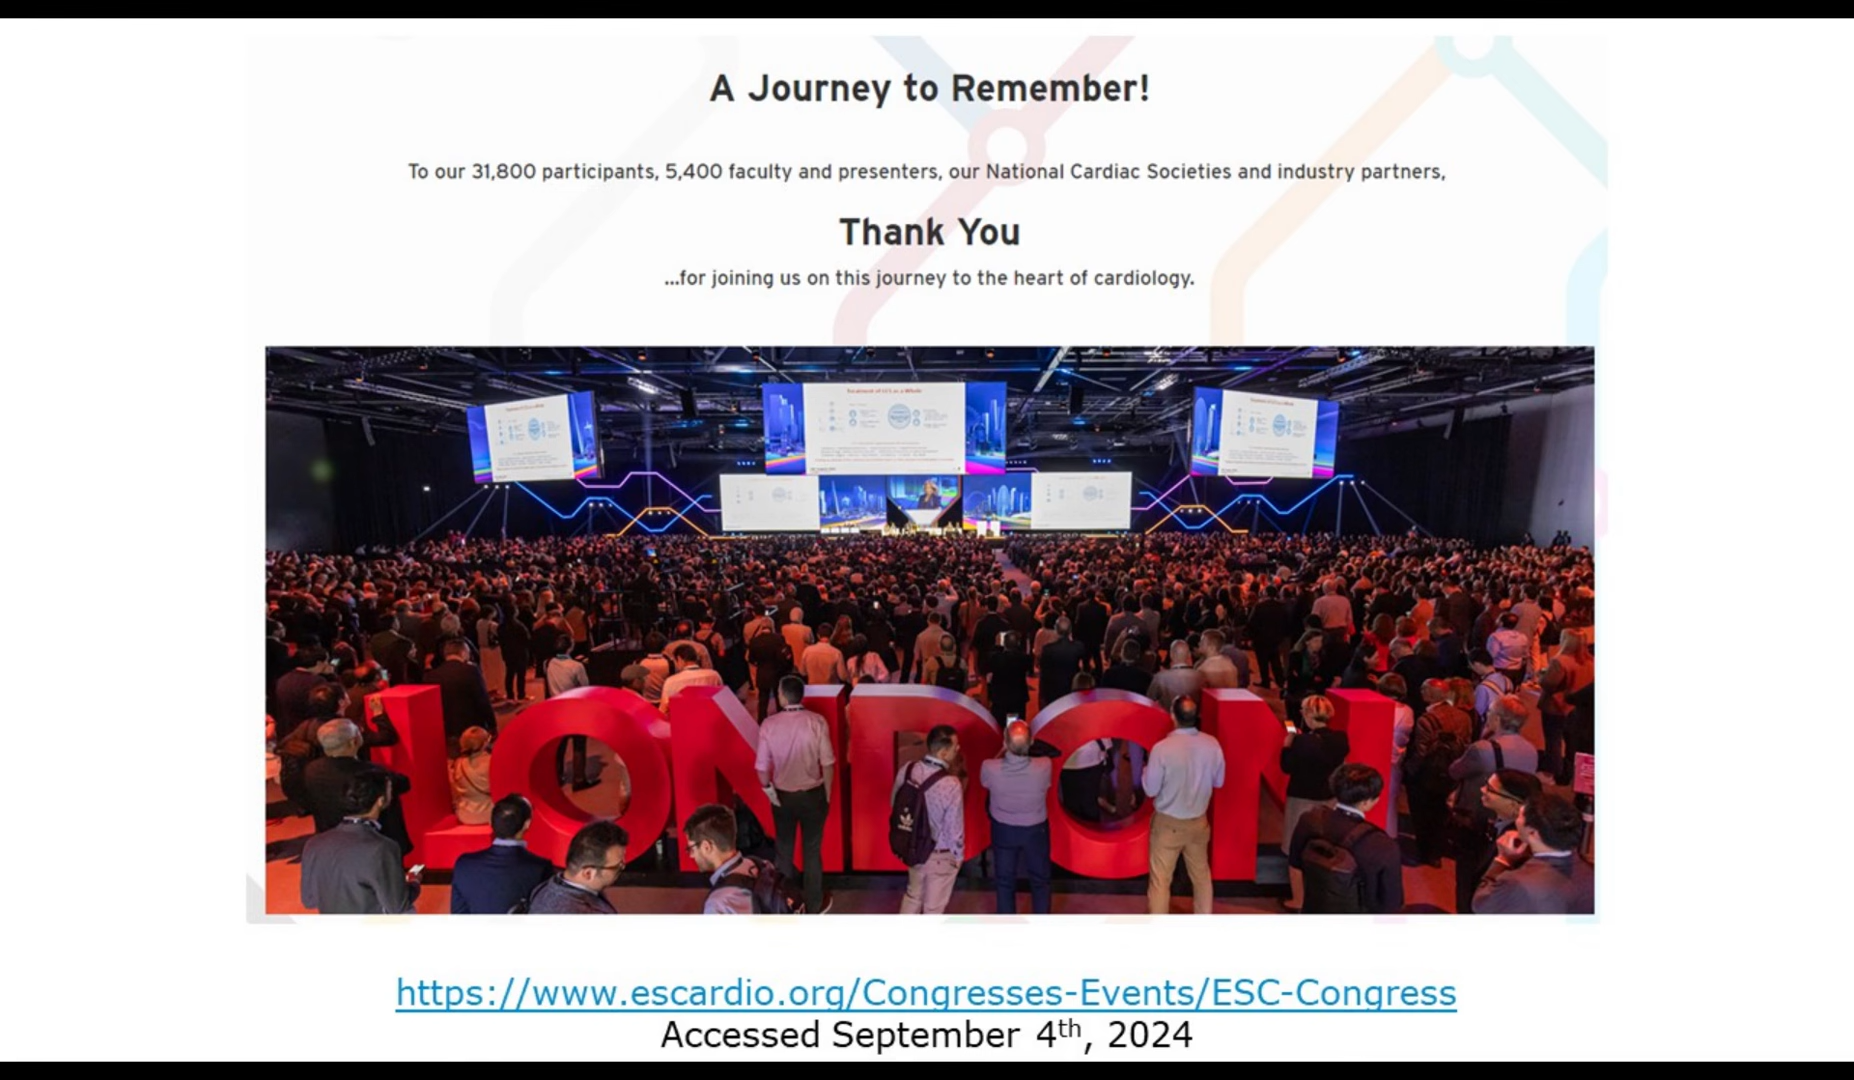 A Journey to Remember!
To our 31,800 participants, 5,400 faculty and presenters, our National Cardiac Societies and industry partners,
Thank You
...for joining us on this journey to the heart of cardiology.
LONDON
https://www.escardio.org/Congresses-Events/ESC-Congress
Accessed September 4th, 2024